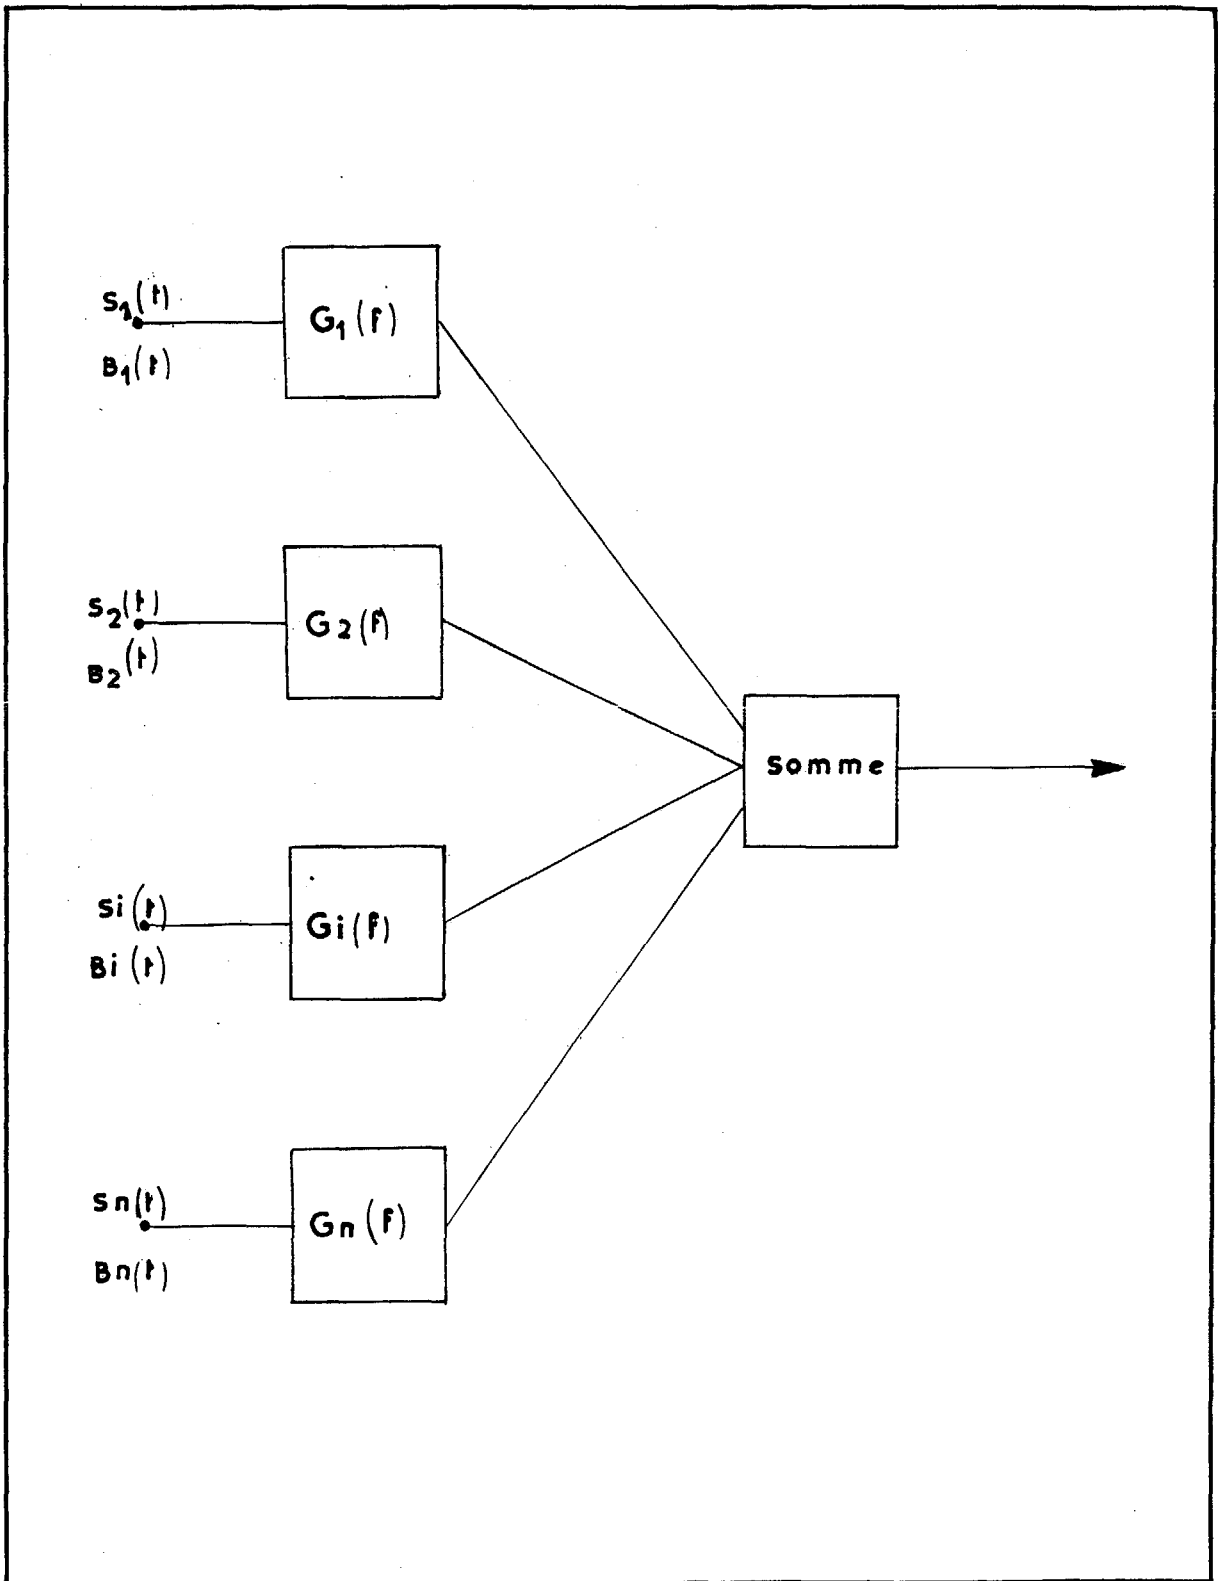 S₁(t)
G₁(f)
B₁(t)
S₂(t)
G₂(f)
B₂(t)
somme
Si(t)
Gi(f)
Bi(t)
Sn(t)
Gn(f)
Bn(t)